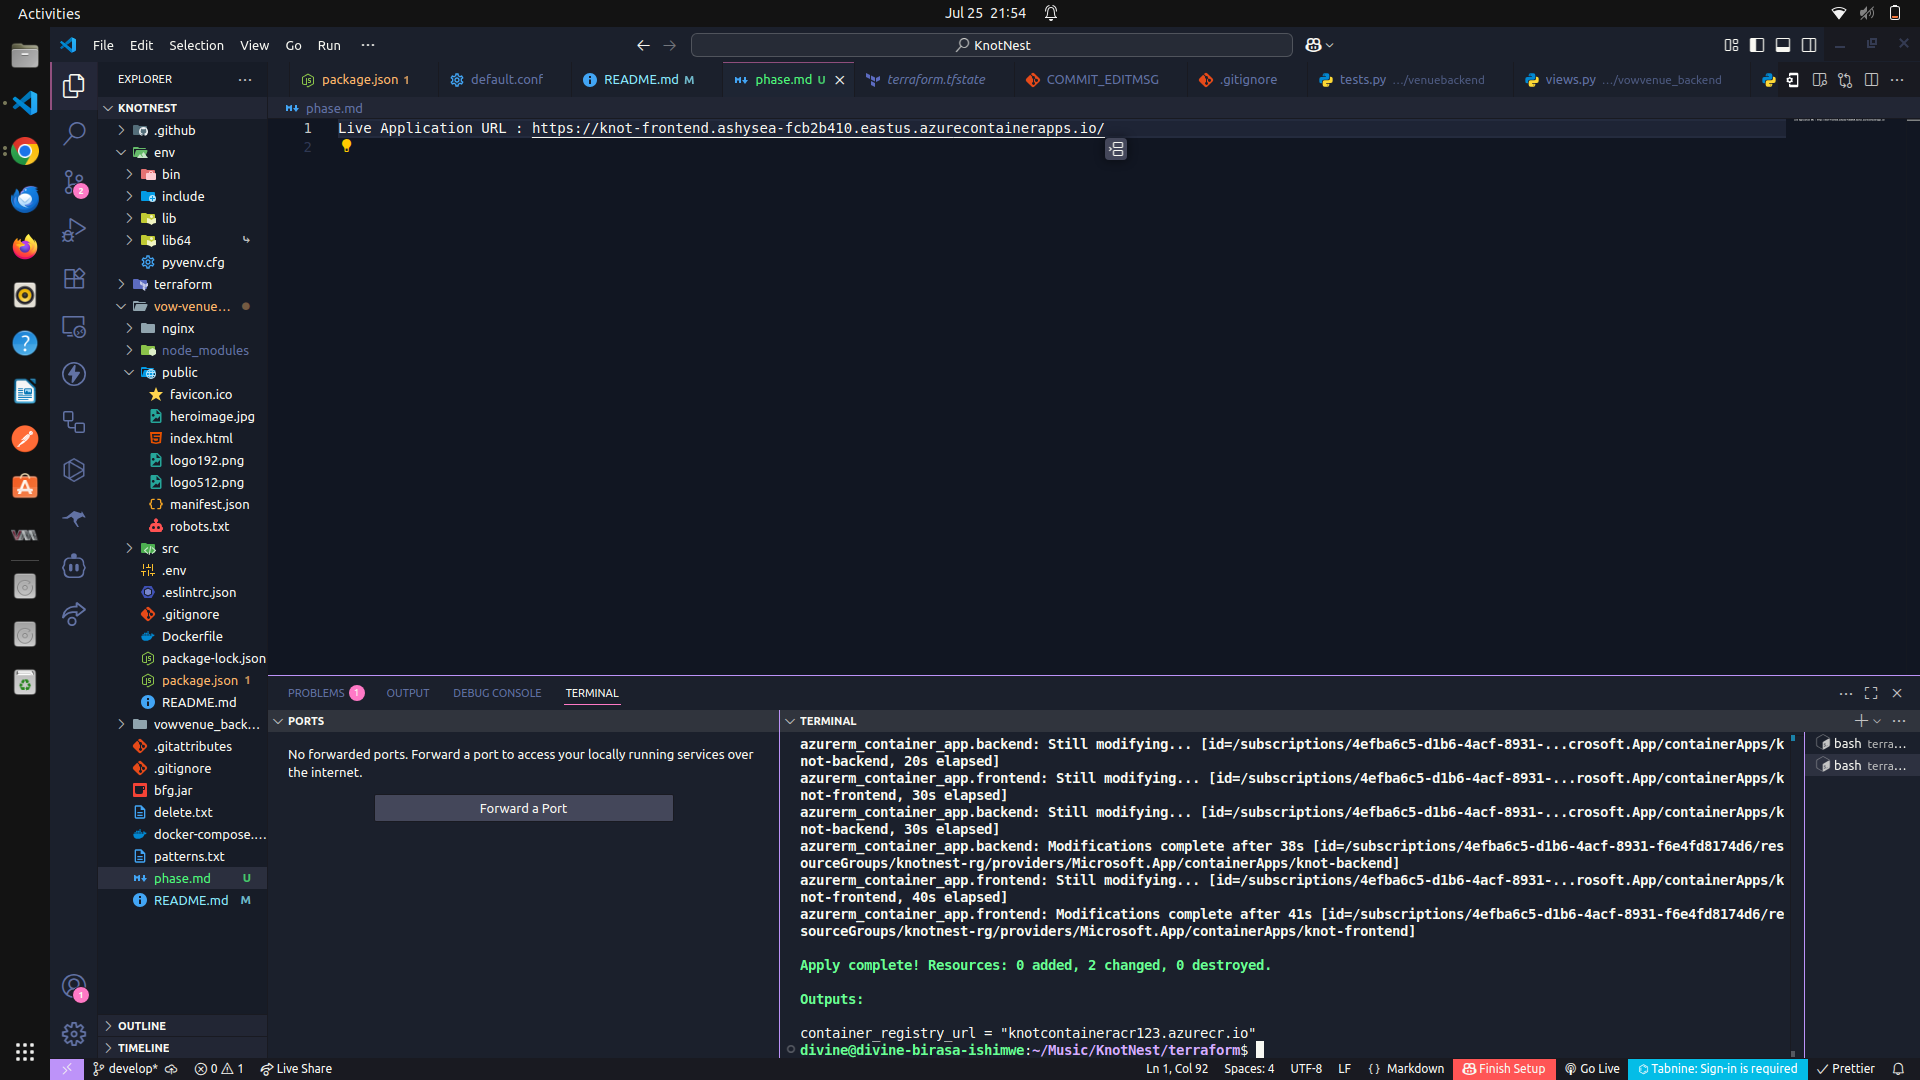 Activities
Jul 25 21:54
File Edit Selection View Go Run ···
KnotNest
EXPLORER ···
package.json 1
default.conf
README.md M
phase.md U
terraform.tfstate
COMMIT_EDITMSG
.gitignore
tests.py .../venuebackend
views.py .../vowvenue_backend
KNOTNEST
.github
env
bin
include
lib
lib64
pyvenv.cfg
terraform
vow-venue...
nginx
node_modules
public
favicon.ico
heroimage.jpg
index.html
logo192.png
logo512.png
manifest.json
robots.txt
src
.env
.eslintrc.json
.gitignore
Dockerfile
package-lock.json
package.json 1
README.md
vowvenue_back...
.gitattributes
.gitignore
bfg.jar
delete.txt
docker-compose....
patterns.txt
phase.md U
README.md M
OUTLINE
TIMELINE
2
1
phase.md
1 Live Application URL : https://knot-frontend.ashysea-fcb2b410.eastus.azurecontainerapps.io/
2
PROBLEMS 1 OUTPUT DEBUG CONSOLE TERMINAL
PORTS
No forwarded ports. Forward a port to access your locally running services over
the internet.
Forward a Port
TERMINAL
azurerm_container_app.backend: Still modifying... [id=/subscriptions/4efba6c5-d1b6-4acf-8931-...crosoft.App/containerApps/k
not-backend, 20s elapsed]
azurerm_container_app.frontend: Still modifying... [id=/subscriptions/4efba6c5-d1b6-4acf-8931-...rosoft.App/containerApps/k
not-frontend, 30s elapsed]
azurerm_container_app.backend: Still modifying... [id=/subscriptions/4efba6c5-d1b6-4acf-8931-...crosoft.App/containerApps/k
not-backend, 30s elapsed]
azurerm_container_app.backend: Modifications complete after 38s [id=/subscriptions/4efba6c5-d1b6-4acf-8931-f6e4fd8174d6/res
ourceGroups/knotnest-rg/providers/Microsoft.App/containerApps/knot-backend]
azurerm_container_app.frontend: Still modifying... [id=/subscriptions/4efba6c5-d1b6-4acf-8931-...rosoft.App/containerApps/k
not-frontend, 40s elapsed]
azurerm_container_app.frontend: Modifications complete after 41s [id=/subscriptions/4efba6c5-d1b6-4acf-8931-f6e4fd8174d6/re
sourceGroups/knotnest-rg/providers/Microsoft.App/containerApps/knot-frontend]
Apply complete! Resources: 0 added, 2 changed, 0 destroyed.
Outputs:
container_registry_url = "knotcontaineracr123.azurecr.io"
divine@divine-birasa-ishimwe:~/Music/KnotNest/terraform$
bash terra...
bash terra...
develop* 0 1 Live Share
Ln 1, Col 92 Spaces: 4 UTF-8 LF {} Markdown Finish Setup Go Live Tabnine: Sign-in is required Prettier